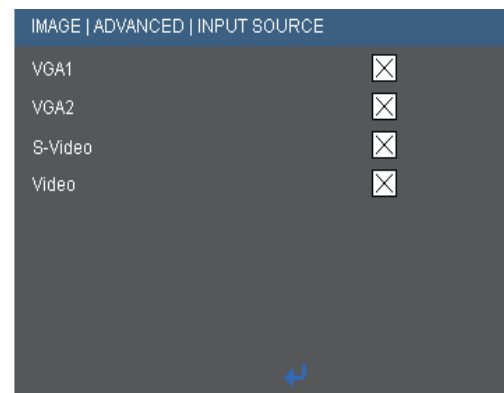 IMAGE | ADVANCED | INPUT SOURCE
VGA1
VGA2
S-Video
Video